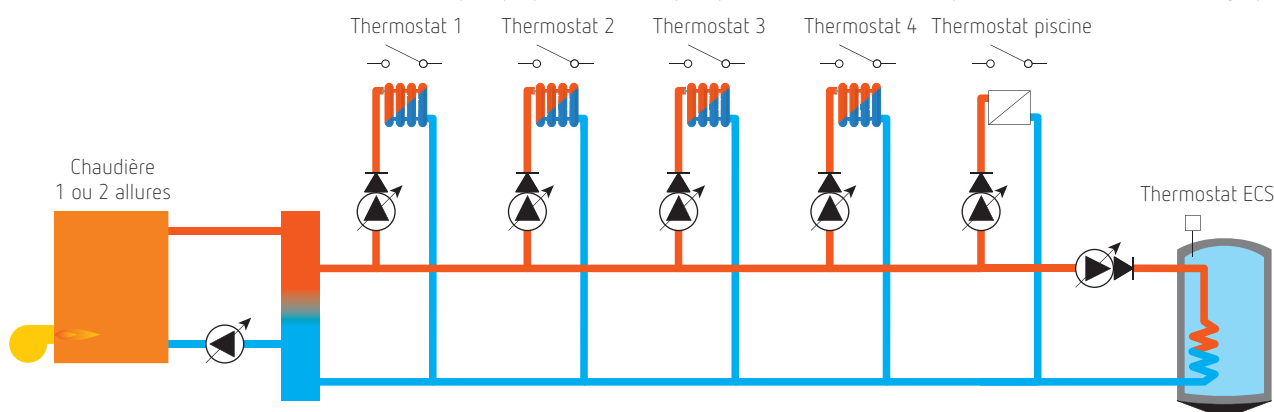 Thermostat 1
Thermostat 2
Thermostat 3
Thermostat 4
Thermostat piscine
Chaudière
1 ou 2 allures
Thermostat ECS